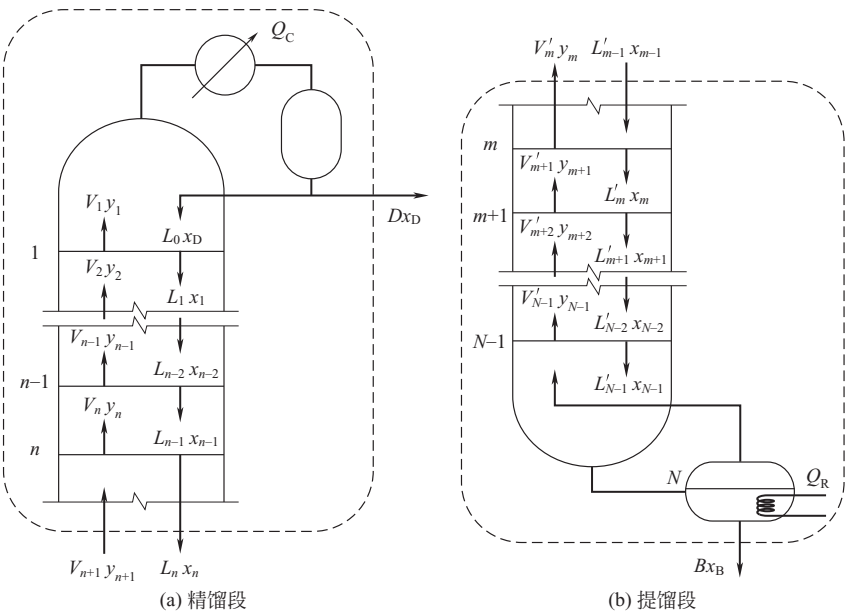 Q_C
V_1 y_1
L_0 x_D
Dx_D
1
V_2 y_2
L_1 x_1
V_{n-1} y_{n-1}
n-1
L_{n-2} x_{n-2}
V_n y_n
n
L_{n-1} x_{n-1}
V_{n+1} y_{n+1}
L_n x_n
(a) 精馏段
V'_m y_m
L'_{m-1} x_{m-1}
m
V'_{m+1} y_{m+1}
L'_m x_m
m+1
V'_{m+2} y_{m+2}
L'_{m+1} x_{m+1}
V'_{N-1} y_{N-1}
L'_{N-2} x_{N-2}
N-1
L'_{N-1} x_{N-1}
N
Q_R
Bx_B
(b) 提馏段